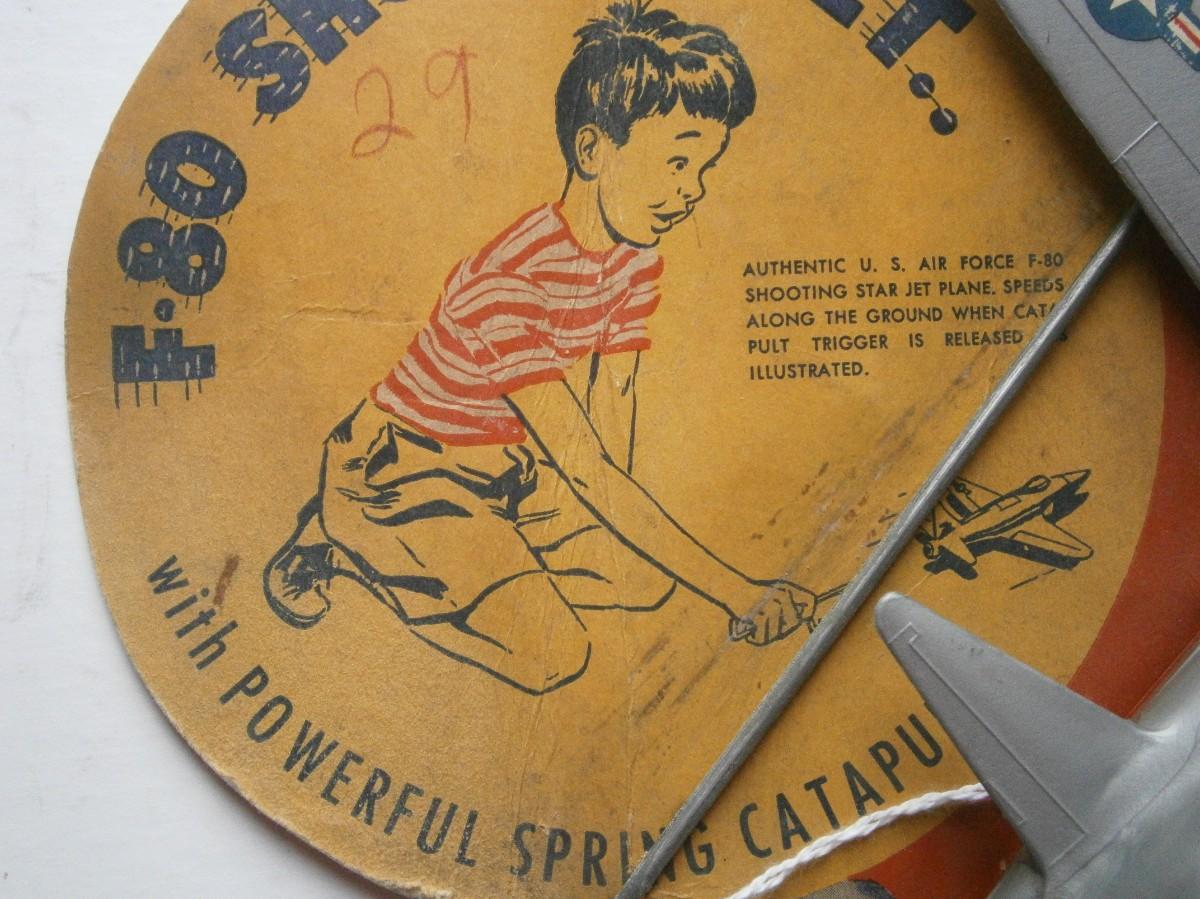 F-80
29
AUTHENTIC U. S. AIR FORCE F-80
SHOOTING STAR JET PLANE. SPEEDS
ALONG THE GROUND WHEN CATA
PULT TRIGGER IS RELEASED
ILLUSTRATED.
with POWERFUL SPRING CATAPU